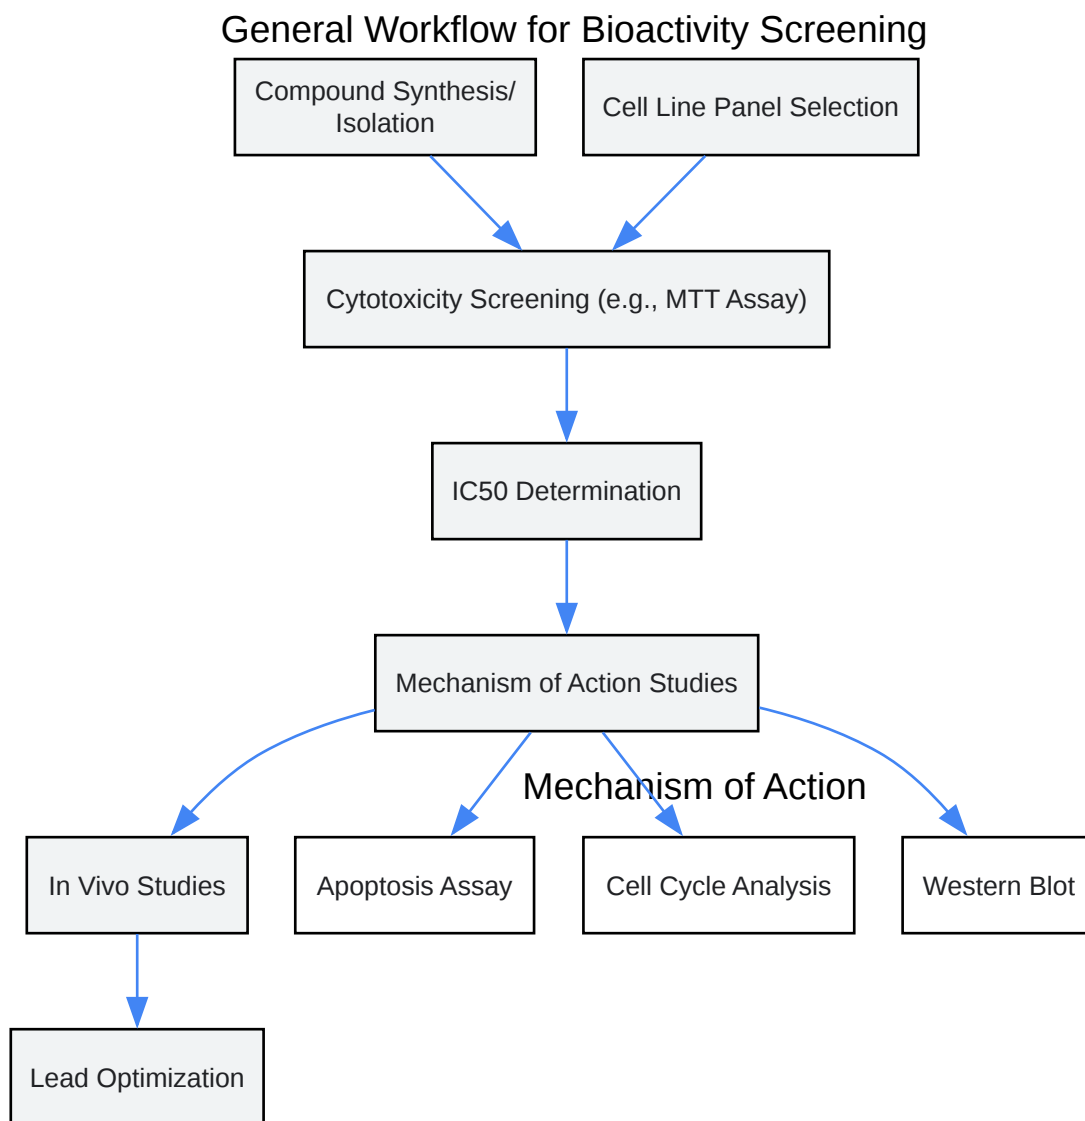 General Workflow for Bioactivity Screening
Compound Synthesis/
Isolation
Cell Line Panel Selection
Cytotoxicity Screening (e.g., MTT Assay)
IC50 Determination
Mechanism of Action Studies
Mechanism of Action
In Vivo Studies
Apoptosis Assay
Cell Cycle Analysis
Western Blot
Lead Optimization